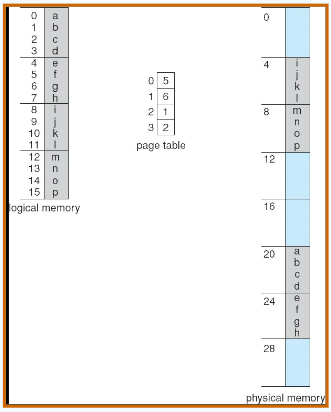 0 a
1 b
2 c
3 d
4 e
5 f
6 g
7 h
8 i
9 j
10 k
11 l
12 m
13 n
14 o
15 p
logical memory
0 5
1 6
2 1
3 2
page table
0
4 i
j
k
l
8 m
n
o
p
12
16
20 a
b
c
d
24 e
f
g
h
28
physical memory